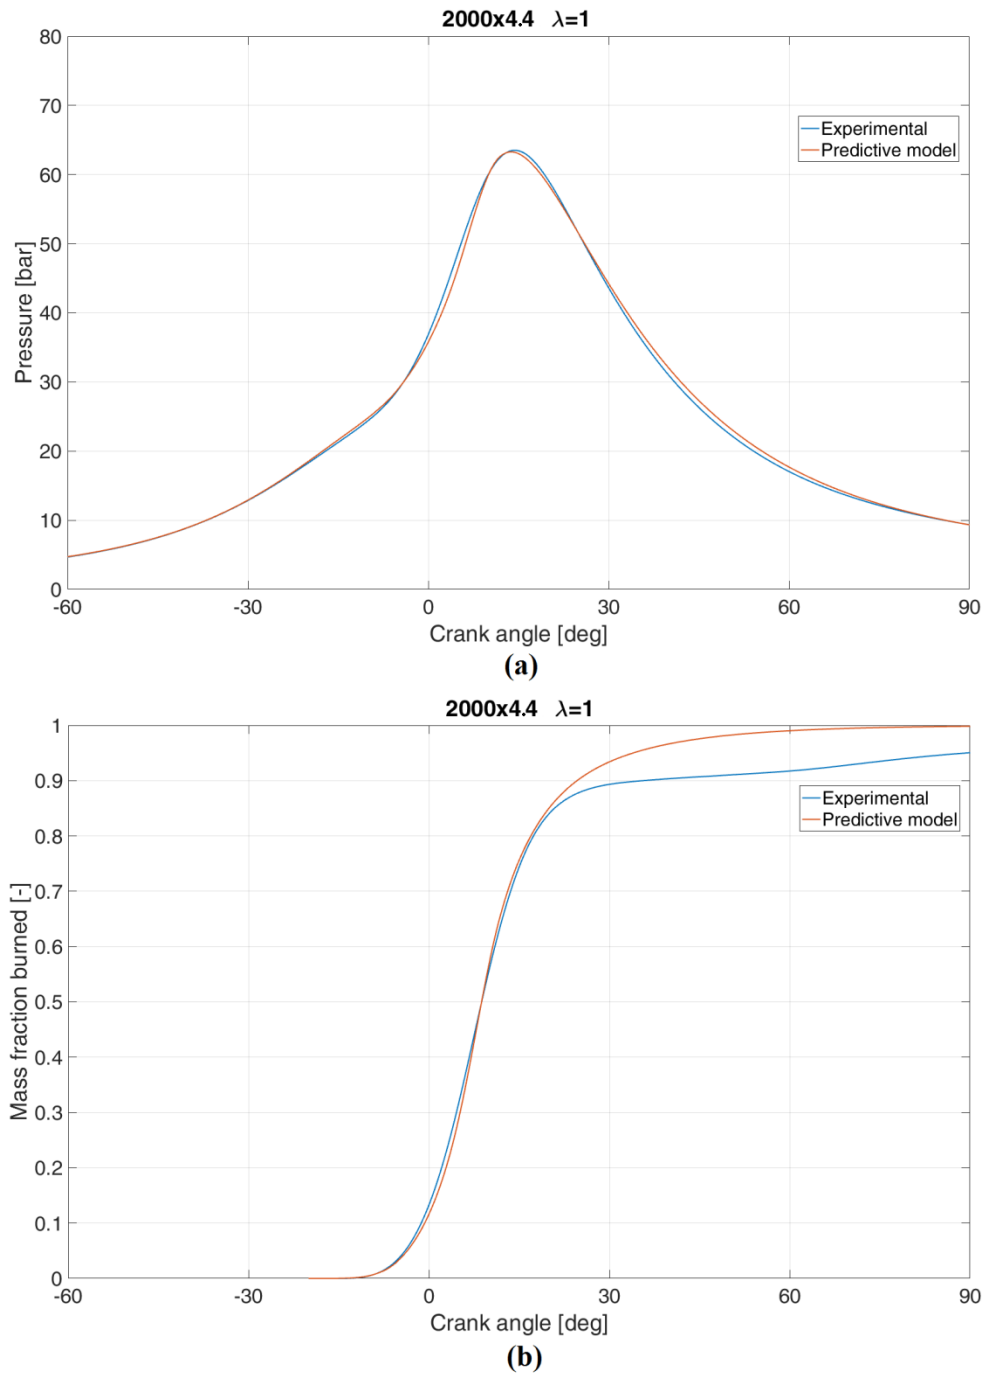 2000x4.4 λ=1
80
70
60
50
40
30
20
10
0
Pressure [bar]
Experimental
Predictive model
-60
-30
0
30
60
90
Crank angle [deg]
(a)
2000x4.4 λ=1
1
0.9
0.8
0.7
0.6
0.5
0.4
0.3
0.2
0.1
0
Mass fraction burned [-]
Experimental
Predictive model
-60
-30
0
30
60
90
Crank angle [deg]
(b)